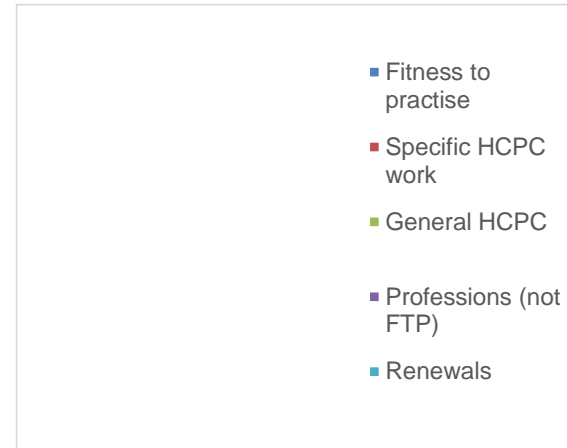 Fitness to
practise
Specific HCPC
work
General HCPC
Professions (not
FTP)
Renewals